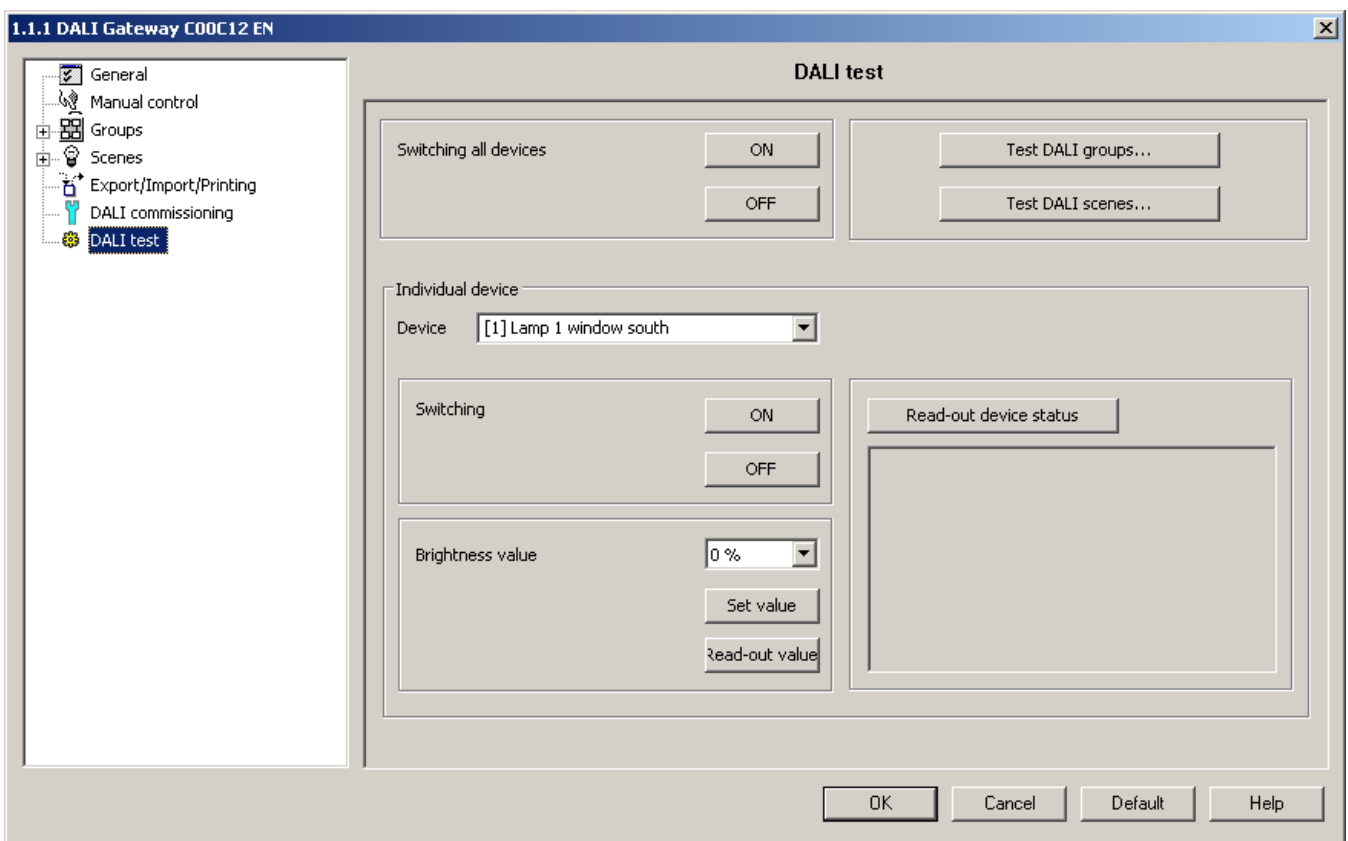 1.1.1 DALI Gateway C00C12 EN
General
Manual control
Groups
Scenes
Export/Import/Printing
DALI commissioning
DALI test
DALI test
Switching all devices
ON
OFF
Test DALI groups...
Test DALI scenes...
Individual device
Device
[1] Lamp 1 window south
Switching
ON
OFF
Brightness value
0 %
Set value
Read-out value
Read-out device status
OK
Cancel
Default
Help